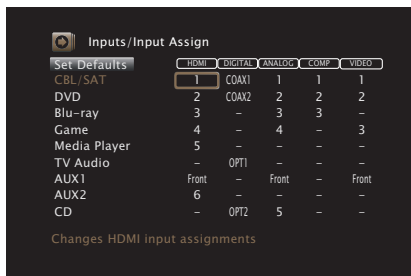 Inputs/Input Assign
Set Defaults HDMI DIGITAL ANALOG COMP VIDEO
CBL/SAT 1 COAX1 1 1 1
DVD 2 COAX2 2 2 2
Blu-ray 3 – 3 3 –
Game 4 – 4 – 3
Media Player 5 – – – –
TV Audio – OPT1 – – –
AUX1 Front – Front – Front
AUX2 6 – – – –
CD – OPT2 5 – –
Changes HDMI input assignments